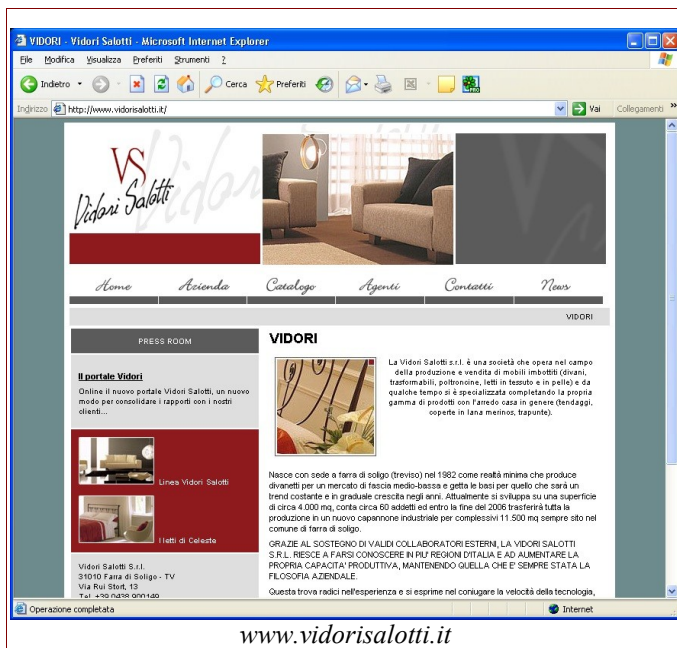 VIDORI - Vidori Salotti - Microsoft Internet Explorer
File Modifica Visualizza Preferiti Strumenti ?
Indietro Cerca Preferiti
Indirizzo http://www.vidorisalotti.it/ Vai Collegamenti »
VS
Vidori Salotti
Home Azienda Catalogo Agenti Contatti News
VIDORI
PRESS ROOM
Il portale Vidori
Online il nuovo portale Vidori Salotti, un nuovo
modo per consolidare i rapporti con i nostri
clienti...
Linea Vidori Salotti
I letti di Celeste
Vidori Salotti S.r.l.
31010 Farra di Soligo - TV
Via Rui Stort, 13
Tel. +39 0438 900149
VIDORI
La Vidori Salotti s.r.l. è una società che opera nel campo
della produzione e vendita di mobili imbottiti (divani,
trasformabili, poltroncine, letti in tessuto e in pelle) e da
qualche tempo si è specializzata completando la propria
gamma di prodotti con l'arredo casa in genere (tendaggi,
coperte in lana merinos, trapunte).
Nasce con sede a farra di soligo (treviso) nel 1982 come realtá minima che produce
divanetti per un mercato di fascia medio-bassa e getta le basi per quello che sará un
trend costante e in graduale crescita negli anni. Attualmente si sviluppa su una superficie
di circa 4.000 mq, conta circa 60 addetti ed entro la fine del 2006 trasferirá tutta la
produzione in un nuovo capannone industriale per complessivi 11.500 mq sempre sito nel
comune di farra di soligo.
GRAZIE AL SOSTEGNO DI VALIDI COLLABORATORI ESTERNI, LA VIDORI SALOTTI
S.R.L. RIESCE A FARSI CONOSCERE IN PIU' REGIONI D'ITALIA E AD AUMENTARE LA
PROPRIA CAPACITA' PRODUTTIVA, MANTENENDO QUELLA CHE E' SEMPRE STATA LA
FILOSOFIA AZIENDALE.
Questa trova radici nell'esperienza e si esprime nel coniugare la velocitá della tecnologia,
Operazione completata Internet
www.vidorisalotti.it